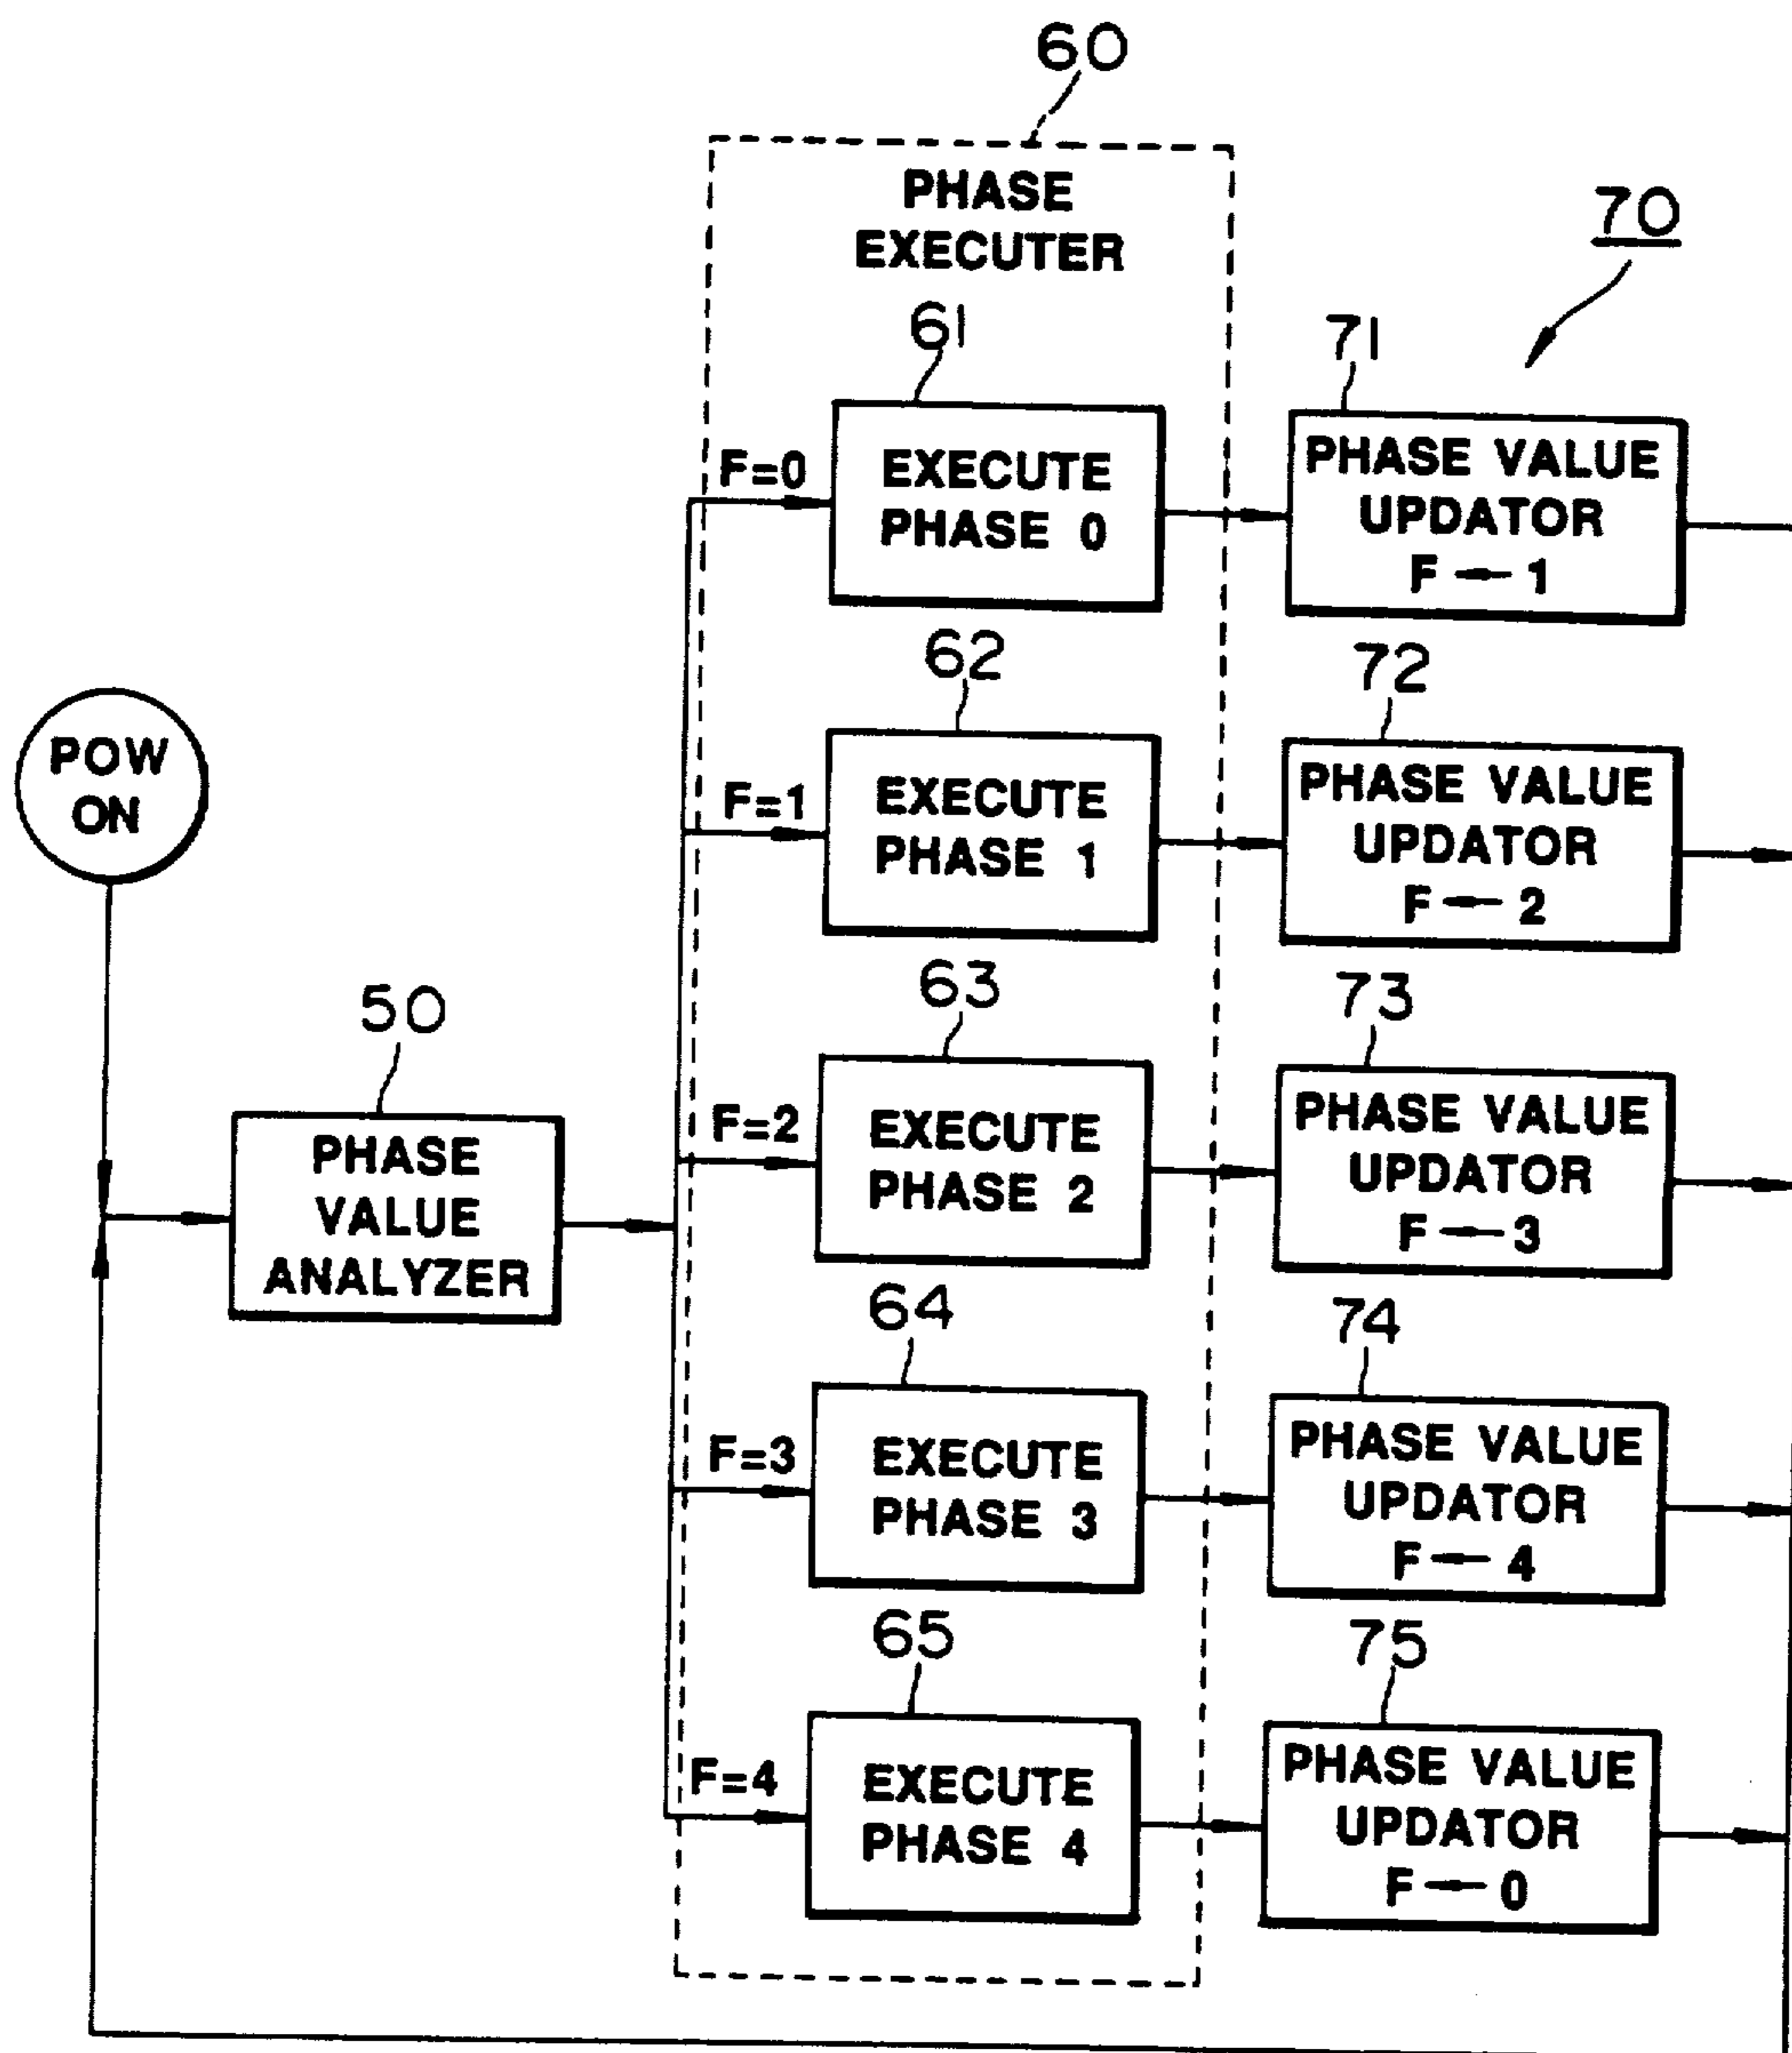 60
PHASE
EXECUTER
70
61
71
F=0
EXECUTE
PHASE 0
PHASE VALUE
UPDATOR
F ← 1
62
72
POW
ON
F=1
EXECUTE
PHASE 1
PHASE VALUE
UPDATOR
F ← 2
50
63
73
PHASE
VALUE
ANALYZER
F=2
EXECUTE
PHASE 2
PHASE VALUE
UPDATOR
F ← 3
64
74
F=3
EXECUTE
PHASE 3
PHASE VALUE
UPDATOR
F ← 4
65
75
F=4
EXECUTE
PHASE 4
PHASE VALUE
UPDATOR
F ← 0